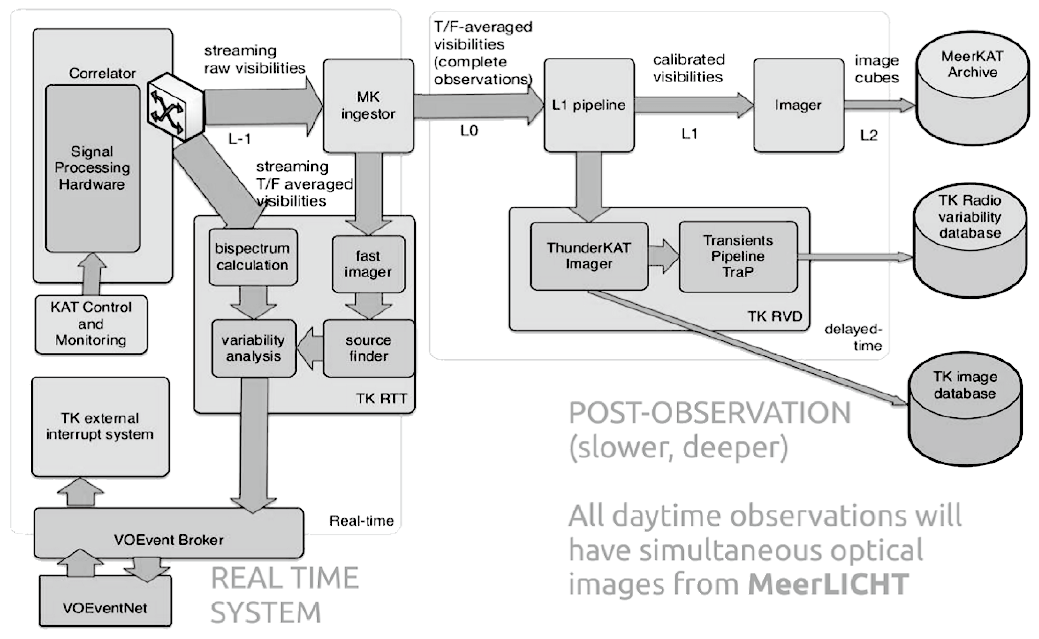 Correlator
Signal
Processing
Hardware
KAT Control
and
Monitoring
streaming
raw visibilities
L-1
streaming
T/F averaged
visibilities
MK
ingestor
T/F-averaged
visibilities
(complete
observations)
L0
L1 pipeline
calibrated
visibilities
L1
Imager
image
cubes
L2
MeerKAT
Archive
bispectrum
calculation
fast
imager
variability
analysis
source
finder
TK RTT
ThunderKAT
Imager
Transients
Pipeline
TraP
TK RVD
delayed-
time
TK Radio
variability
database
TK image
database
TK external
interrupt system
Real-time
VOEvent Broker
VOEventNet
REAL TIME
SYSTEM
POST-OBSERVATION
(slower, deeper)
All daytime observations will
have simultaneous optical
images from MeerLICHT